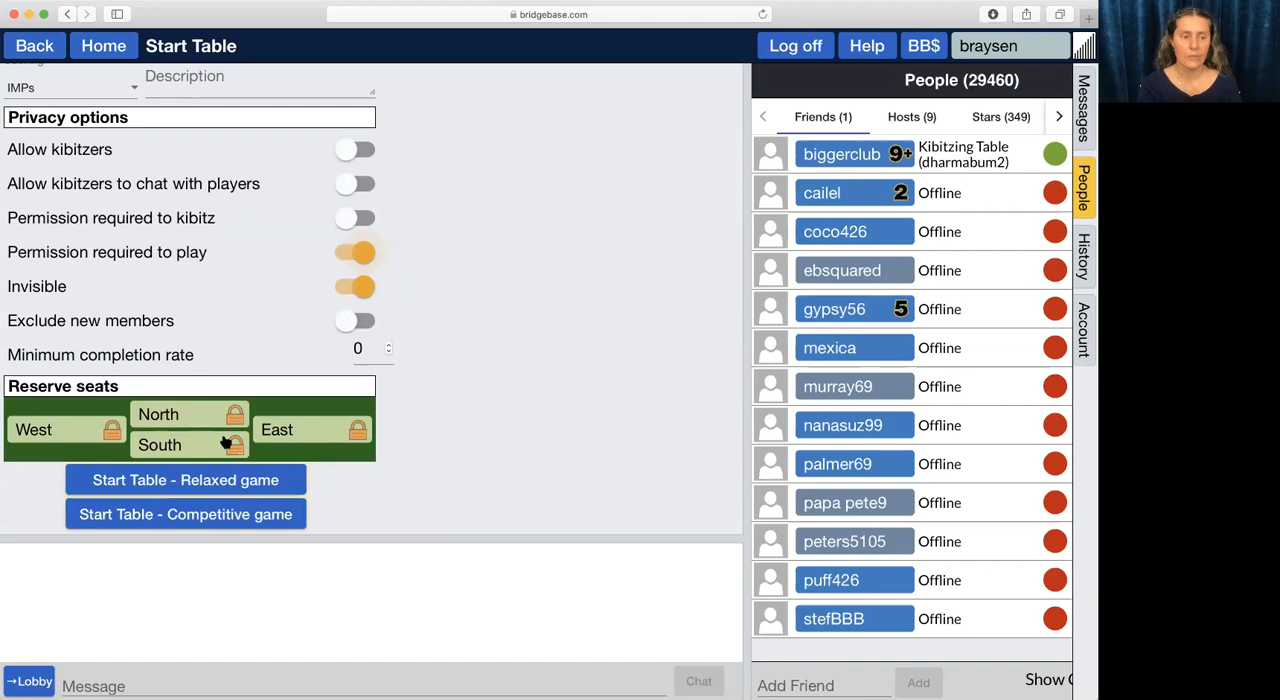 bridgebase.com
Back
Home
Start Table
Log off
Help
BB$
braysen
IMPs
Description
Privacy options
Allow kibitzers
Allow kibitzers to chat with players
Permission required to kibitz
Permission required to play
Invisible
Exclude new members
Minimum completion rate
0
Reserve seats
West
North
South
East
Start Table - Relaxed game
Start Table - Competitive game
→Lobby
Message
Chat
People (29460)
Friends (1)
Hosts (9)
Stars (349)
biggerclub 9+ Kibitzing Table
(dharmabum2)
cailel 2 Offline
coco426 Offline
ebsquared Offline
gypsy56 5 Offline
mexica Offline
murray69 Offline
nanasuz99 Offline
palmer69 Offline
papa pete9 Offline
peters5105 Offline
puff426 Offline
stefBBB Offline
Add Friend
Add
Show
Messages
People
History
Account